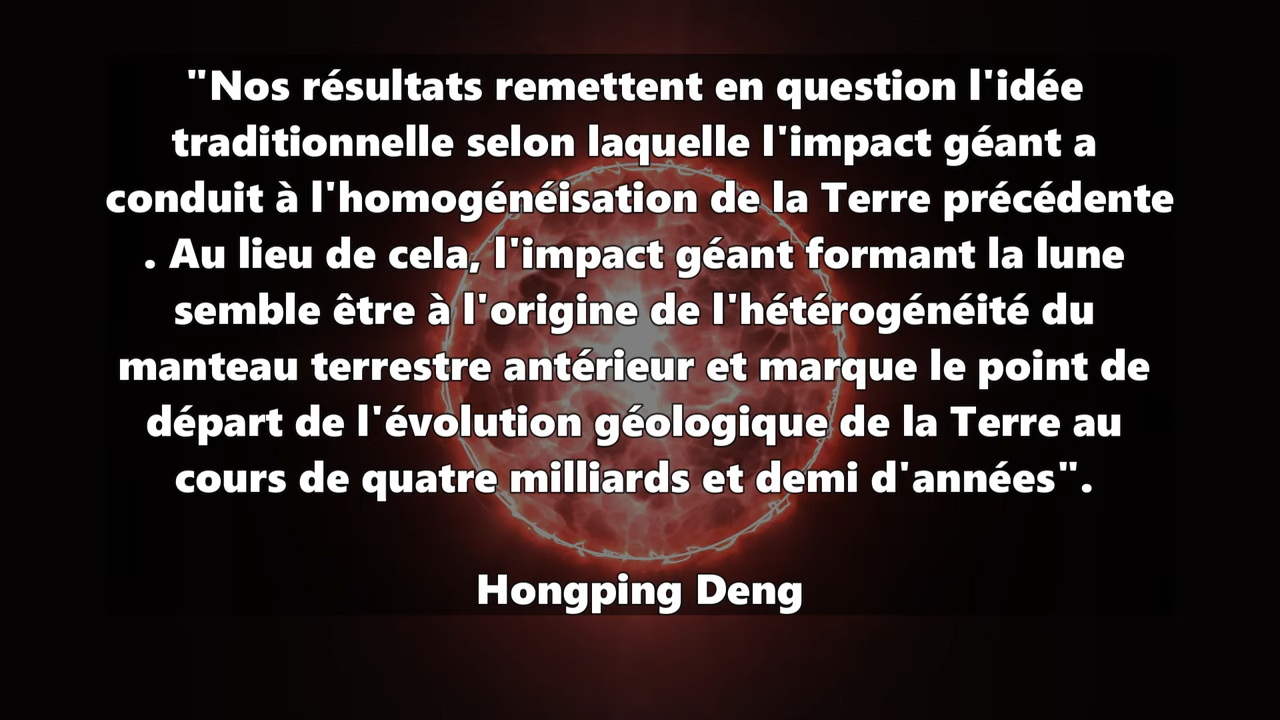 "Nos résultats remettent en question l'idée
traditionnelle selon laquelle l'impact géant a
conduit à l'homogénéisation de la Terre précédente
. Au lieu de cela, l'impact géant formant la lune
semble être à l'origine de l'hétérogénéité du
manteau terrestre antérieur et marque le point de
départ de l'évolution géologique de la Terre au
cours de quatre milliards et demi d'années".
Hongping Deng